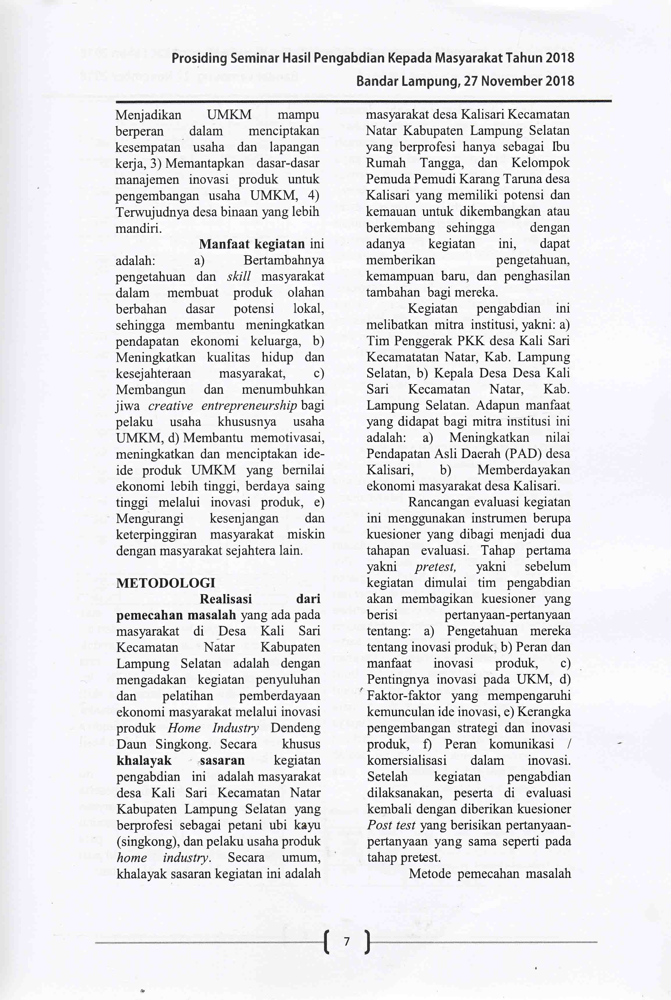 Prosiding Seminar Hasil Pengabdian Kepada Masyarakat Tahun 2018
Bandar Lampung, 27 November 2018
Menjadikan UMKM mampu
berperan dalam menciptakan
kesempatan usaha dan lapangan
kerja, 3) Memantapkan dasar-dasar
manajemen inovasi produk untuk
pengembangan usaha UMKM, 4)
Terwujudnya desa binaan yang lebih
mandiri.
Manfaat kegiatan ini
adalah: a) Bertambahnya
pengetahuan dan skill masyarakat
dalam membuat produk olahan
berbahan dasar potensi lokal,
sehingga membantu meningkatkan
pendapatan ekonomi keluarga, b)
Meningkatkan kualitas hidup dan
kesejahteraan masyarakat, c)
Membangun dan menumbuhkan
jiwa creative entrepreneurship bagi
pelaku usaha khususnya usaha
UMKM, d) Membantu memotivasai,
meningkatkan dan menciptakan ide-
ide produk UMKM yang bernilai
ekonomi lebih tinggi, berdaya saing
tinggi melalui inovasi produk, e)
Mengurangi kesenjangan dan
keterpinggiran masyarakat miskin
dengan masyarakat sejahtera lain.
METODOLOGI
Realisasi dari
pemecahan masalah yang ada pada
masyarakat di Desa Kali Sari
Kecamatan Natar Kabupaten
Lampung Selatan adalah dengan
mengadakan kegiatan penyuluhan
dan pelatihan pemberdayaan
ekonomi masyarakat melalui inovasi
produk Home Industry Dendeng
Daun Singkong. Secara khusus
khalayak sasaran kegiatan
pengabdian ini adalah masyarakat
desa Kali Sari Kecamatan Natar
Kabupaten Lampung Selatan yang
berprofesi sebagai petani ubi kayu
(singkong), dan pelaku usaha produk
home industry. Secara umum,
khalayak sasaran kegiatan ini adalah
masyarakat desa Kalisari Kecamatan
Natar Kabupaten Lampung Selatan
yang berprofesi hanya sebagai Ibu
Rumah Tangga, dan Kelompok
Pemuda Pemudi Karang Taruna desa
Kalisari yang memiliki potensi dan
kemauan untuk dikembangkan atau
berkembang sehingga dengan
adanya kegiatan ini, dapat
memberikan pengetahuan,
kemampuan baru, dan penghasilan
tambahan bagi mereka.
Kegiatan pengabdian ini
melibatkan mitra institusi, yakni: a)
Tim Penggerak PKK desa Kali Sari
Kecamatatan Natar, Kab. Lampung
Selatan, b) Kepala Desa Desa Kali
Sari Kecamatan Natar, Kab.
Lampung Selatan. Adapun manfaat
yang didapat bagi mitra institusi ini
adalah: a) Meningkatkan nilai
Pendapatan Asli Daerah (PAD) desa
Kalisari, b) Memberdayakan
ekonomi masyarakat desa Kalisari.
Rancangan evaluasi kegiatan
ini menggunakan instrumen berupa
kuesioner yang dibagi menjadi dua
tahapan evaluasi. Tahap pertama
yakni pretest, yakni sebelum
kegiatan dimulai tim pengabdian
akan membagikan kuesioner yang
berisi pertanyaan-pertanyaan
tentang: a) Pengetahuan mereka
tentang inovasi produk, b) Peran dan
manfaat inovasi produk, c)
Pentingnya inovasi pada UKM, d)
Faktor-faktor yang mempengaruhi
kemunculan ide inovasi, e) Kerangka
pengembangan strategi dan inovasi
produk, f) Peran komunikasi /
komersialisasi dalam inovasi.
Setelah kegiatan pengabdian
dilaksanakan, peserta di evaluasi
kembali dengan diberikan kuesioner
Post test yang berisikan pertanyaan-
pertanyaan yang sama seperti pada
tahap pretest.
Metode pemecahan masalah
7